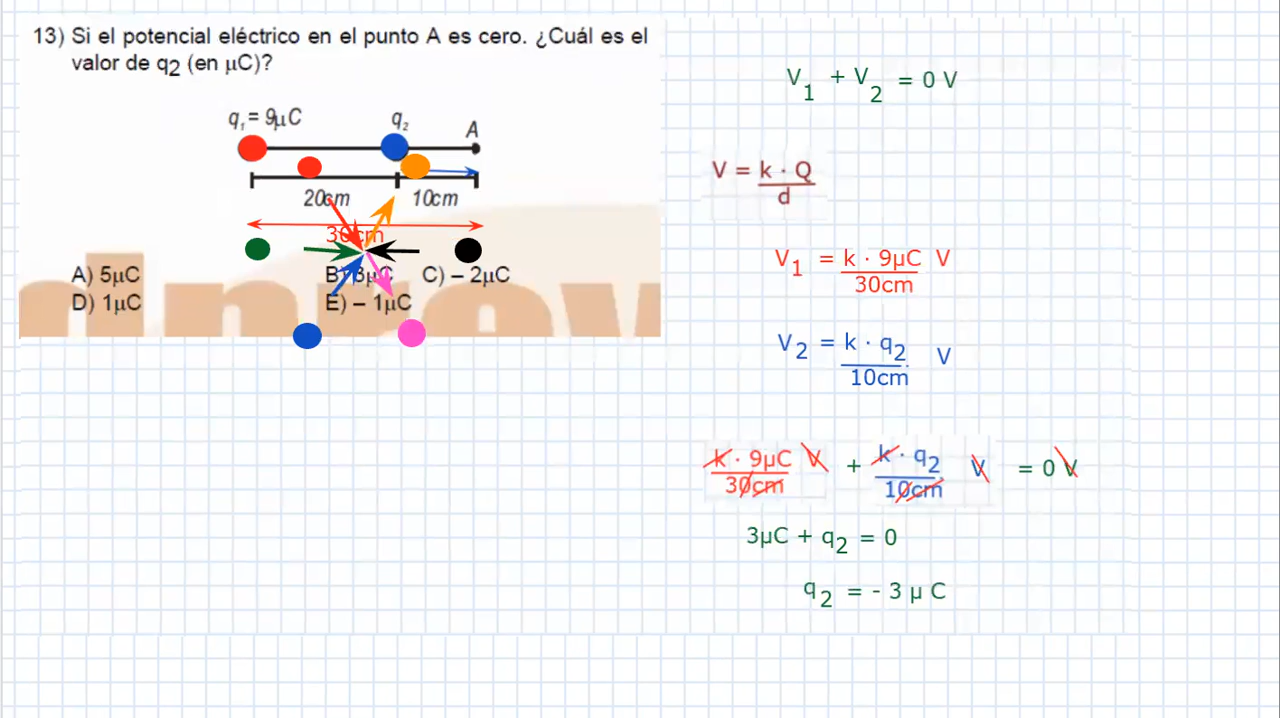 13) Si el potencial eléctrico en el punto A es cero. ¿Cuál es el
valor de q2 (en μC)?
q1 = 9μC
q2
A
20cm
10cm
30cm
A) 5μC
C) – 2μC
D) 1μC
E) – 1μC
V1 + V2 = 0 V
V = k · Q
d
V1 = k · 9μC V
30cm
V2 = k · q2 V
10cm
k · 9μC V + k · q2 V = 0 V
30cm 10cm
3μC + q2 = 0
q2 = - 3 μ C